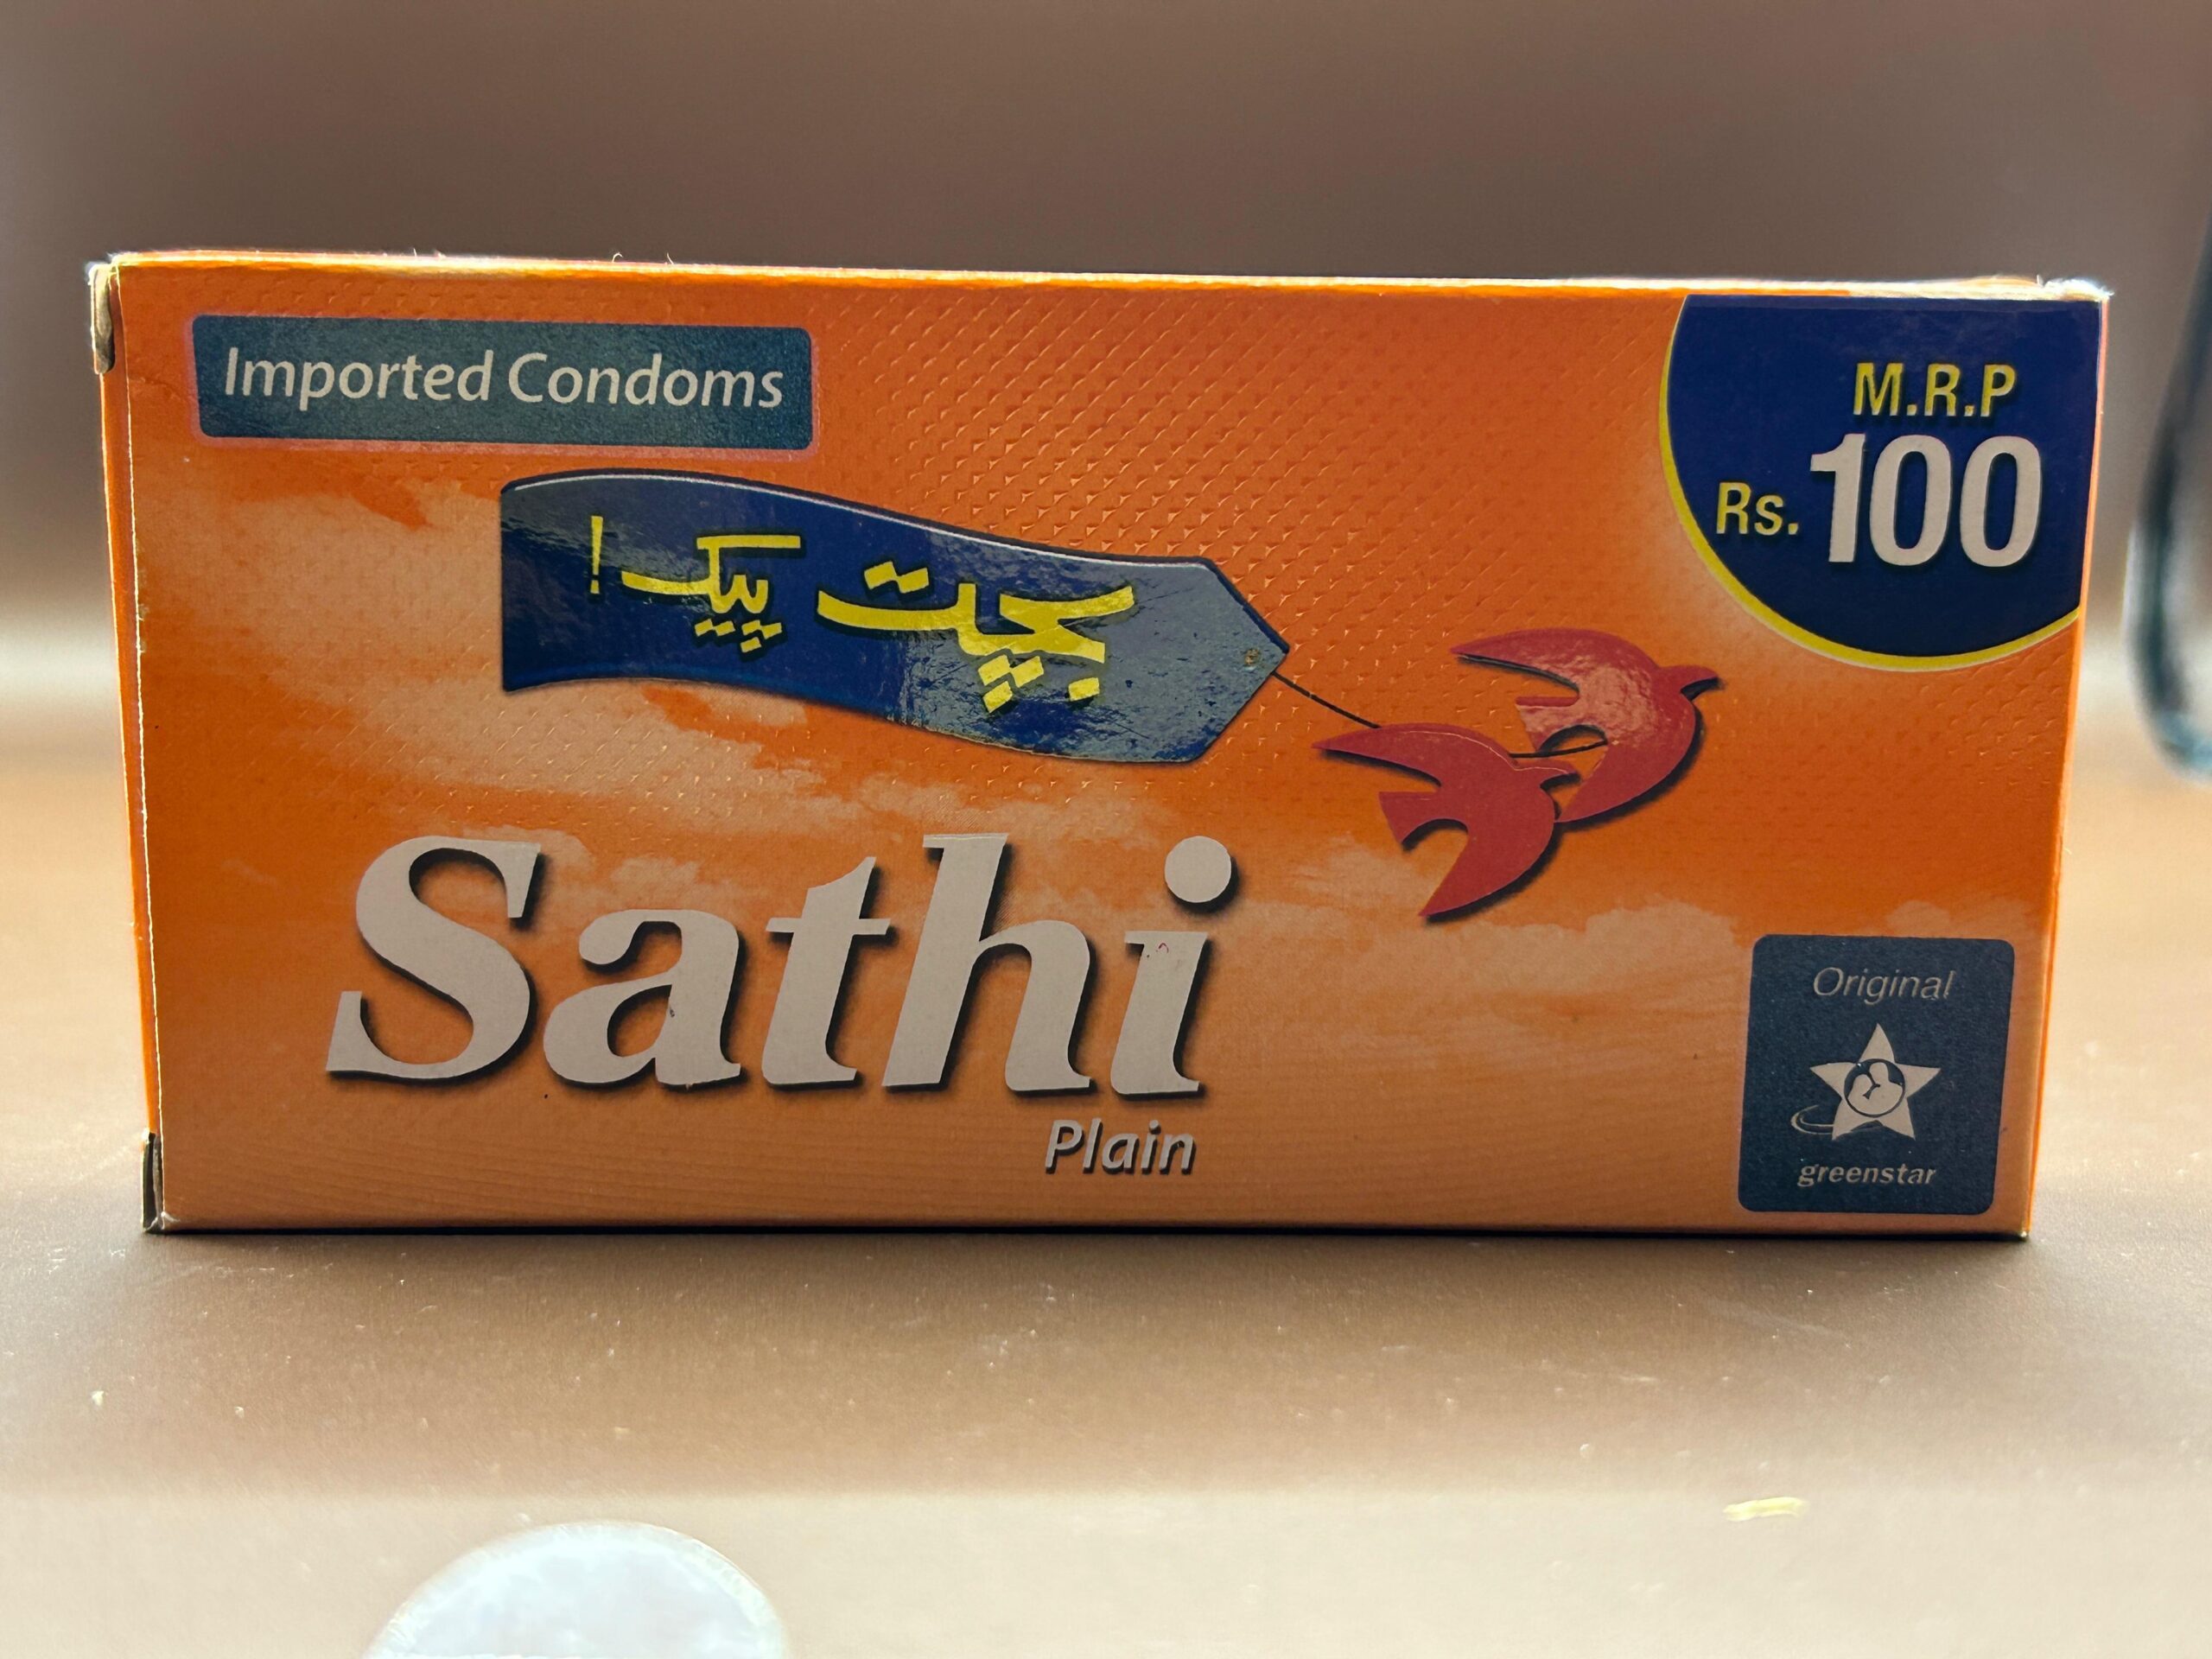 Imported Condoms
M.R.P
Rs. 100
بچت پیک!
Sathi
Plain
Original
greenstar